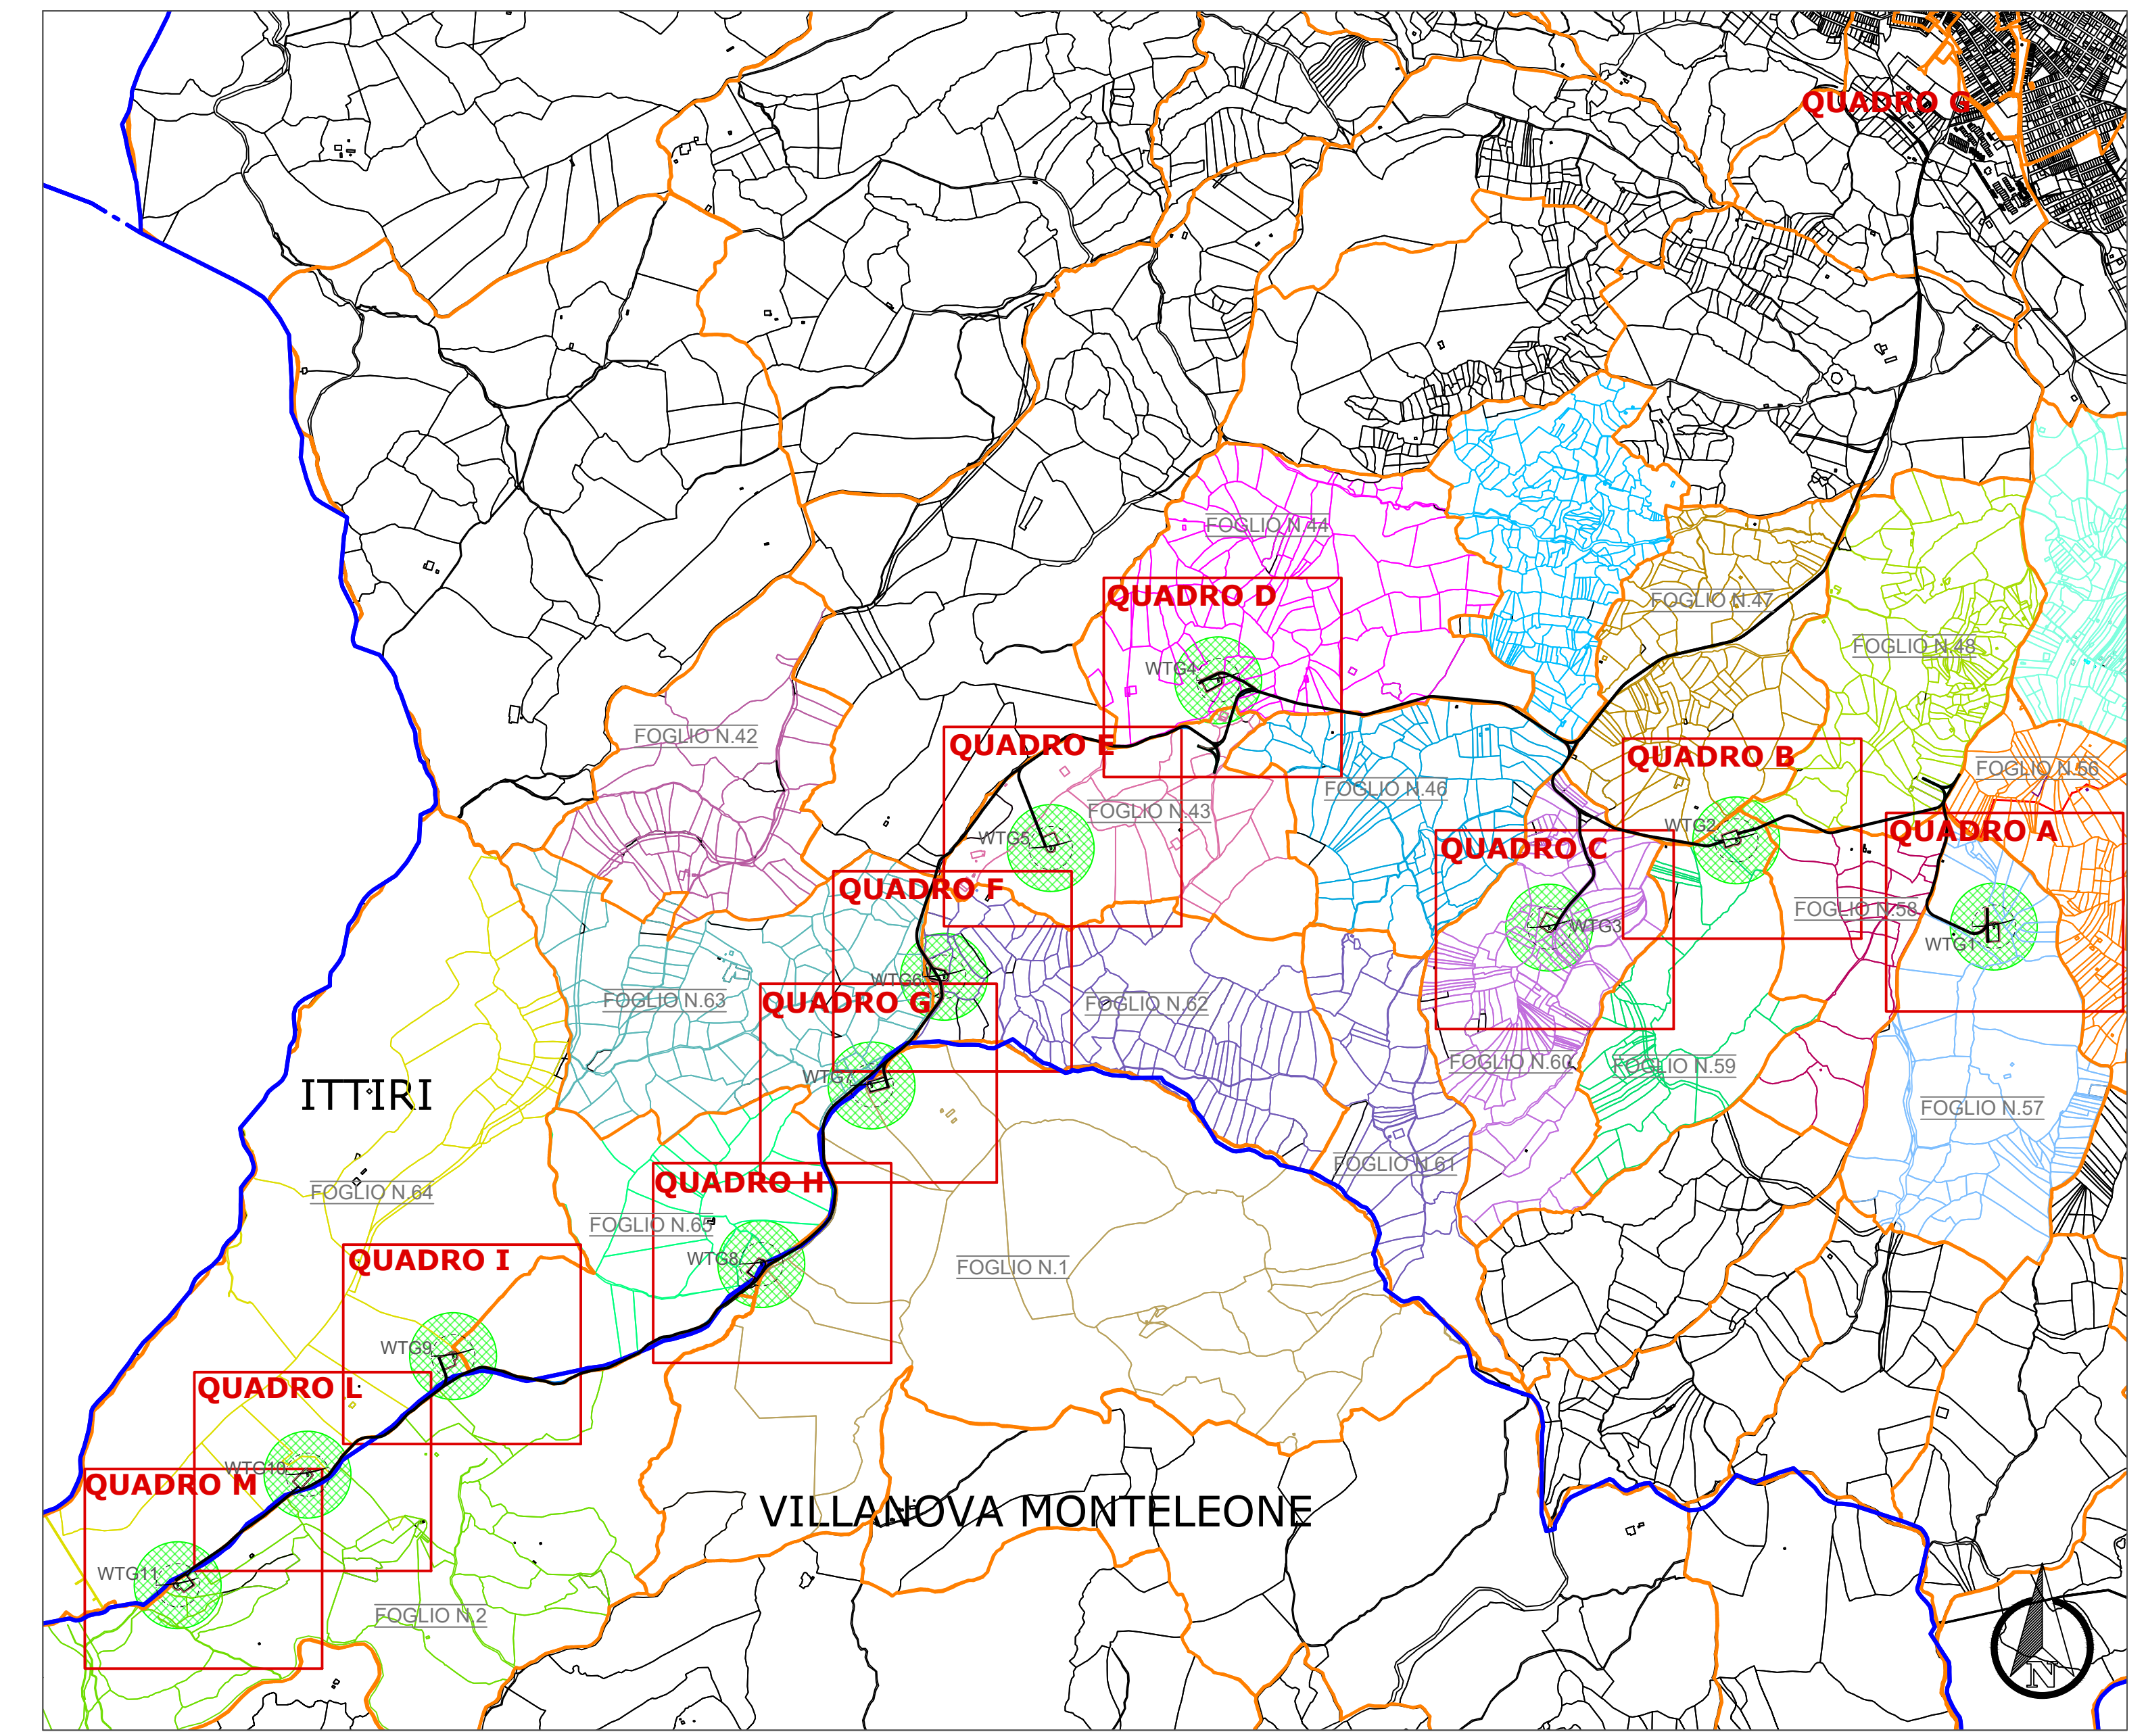 QUADRO G
FOGLIO N.44
QUADRO D
FOGLIO N.47
FOGLIO N.48
WTG4
FOGLIO N.42
QUADRO E
QUADRO B
FOGLIO N.56
FOGLIO N.46
FOGLIO N.43
WTG5
WTG2
QUADRO A
QUADRO C
QUADRO F
FOGLIO N.58
WTG3
WTG1
WTG6
FOGLIO N.63
QUADRO G
FOGLIO N.62
FOGLIO N.60
FOGLIO N.59
WTG7
ITTIRI
FOGLIO N.57
FOGLIO N.61
QUADRO H
FOGLIO N.64
FOGLIO N.65
WTG8
QUADRO I
FOGLIO N.1
WTG9
QUADRO L
WTG10
QUADRO M
VILLANOVA MONTELEONE
WTG11
FOGLIO N.2
N